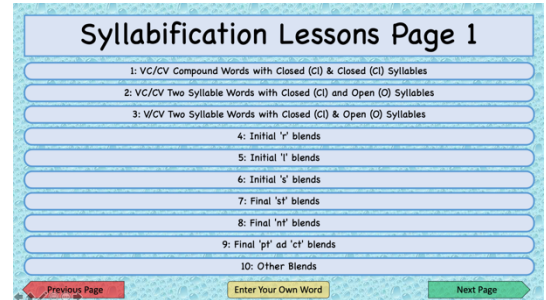 Syllabification Lessons Page 1
1: VC/CV Compound Words with Closed (Cl) & Closed (Cl) Syllables
2: VC/CV Two Syllable Words with Closed (Cl) and Open (O) Syllables
3: V/CV Two Syllable Words with Closed (Cl) & Open (O) Syllables
4: Initial 'r' blends
5: Initial 'l' blends
6: Initial 's' blends
7: Final 'st' blends
8: Final 'nt' blends
9: Final 'pt' ad 'ct' blends
10: Other Blends
Previous Page
Enter Your Own Word
Next Page